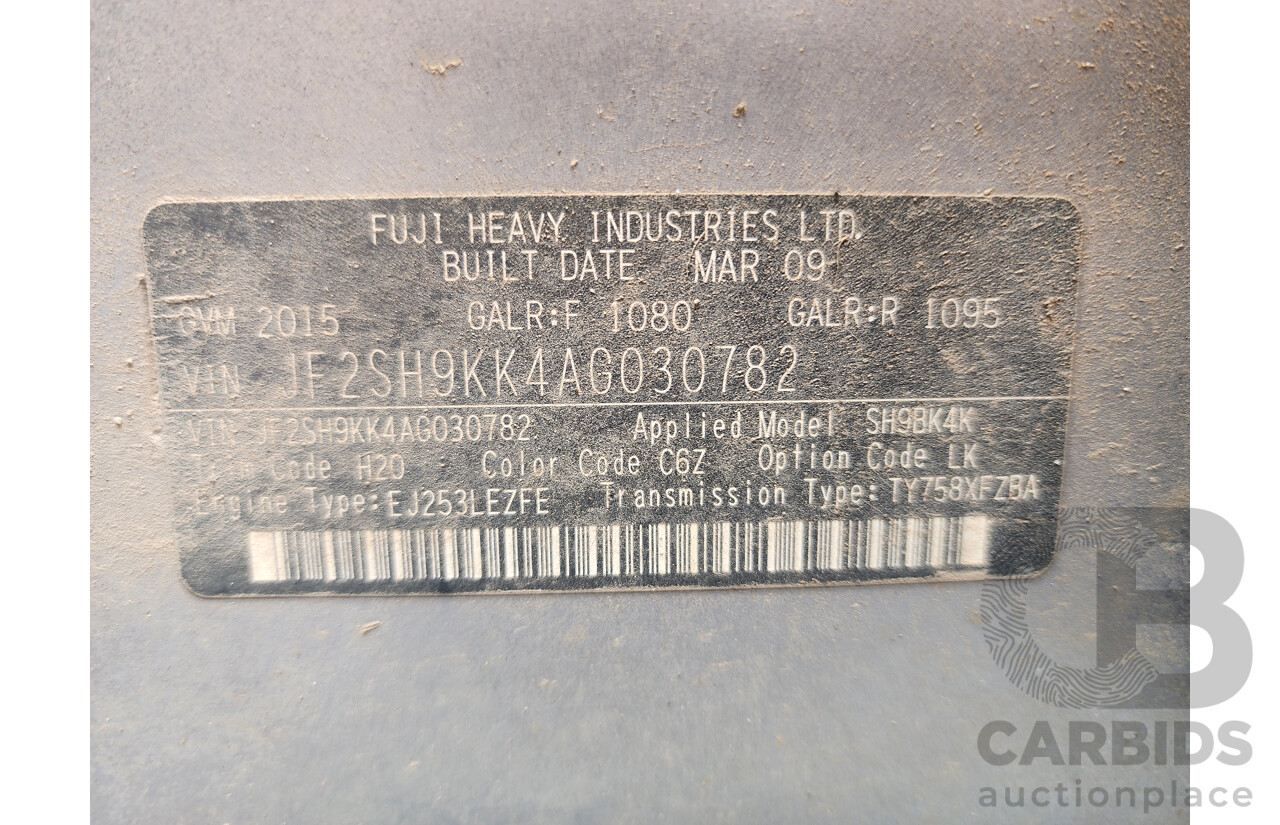 FUJI HEAVY INDUSTRIES LTD.
BUILT DATE MAR 09
GVM 2015 GALR:F 1080 GALR:R 1095
VIN JF2SH9KK4AG030782
VIN JF2SH9KK4AG030782 Applied Model SH9BK4K
Trim Code H20 Color Code C6Z Option Code LK
Engine Type:EJ253LEZFE Transmission Type:TY758XFZBA
CB
CARBIDS
auctionplace